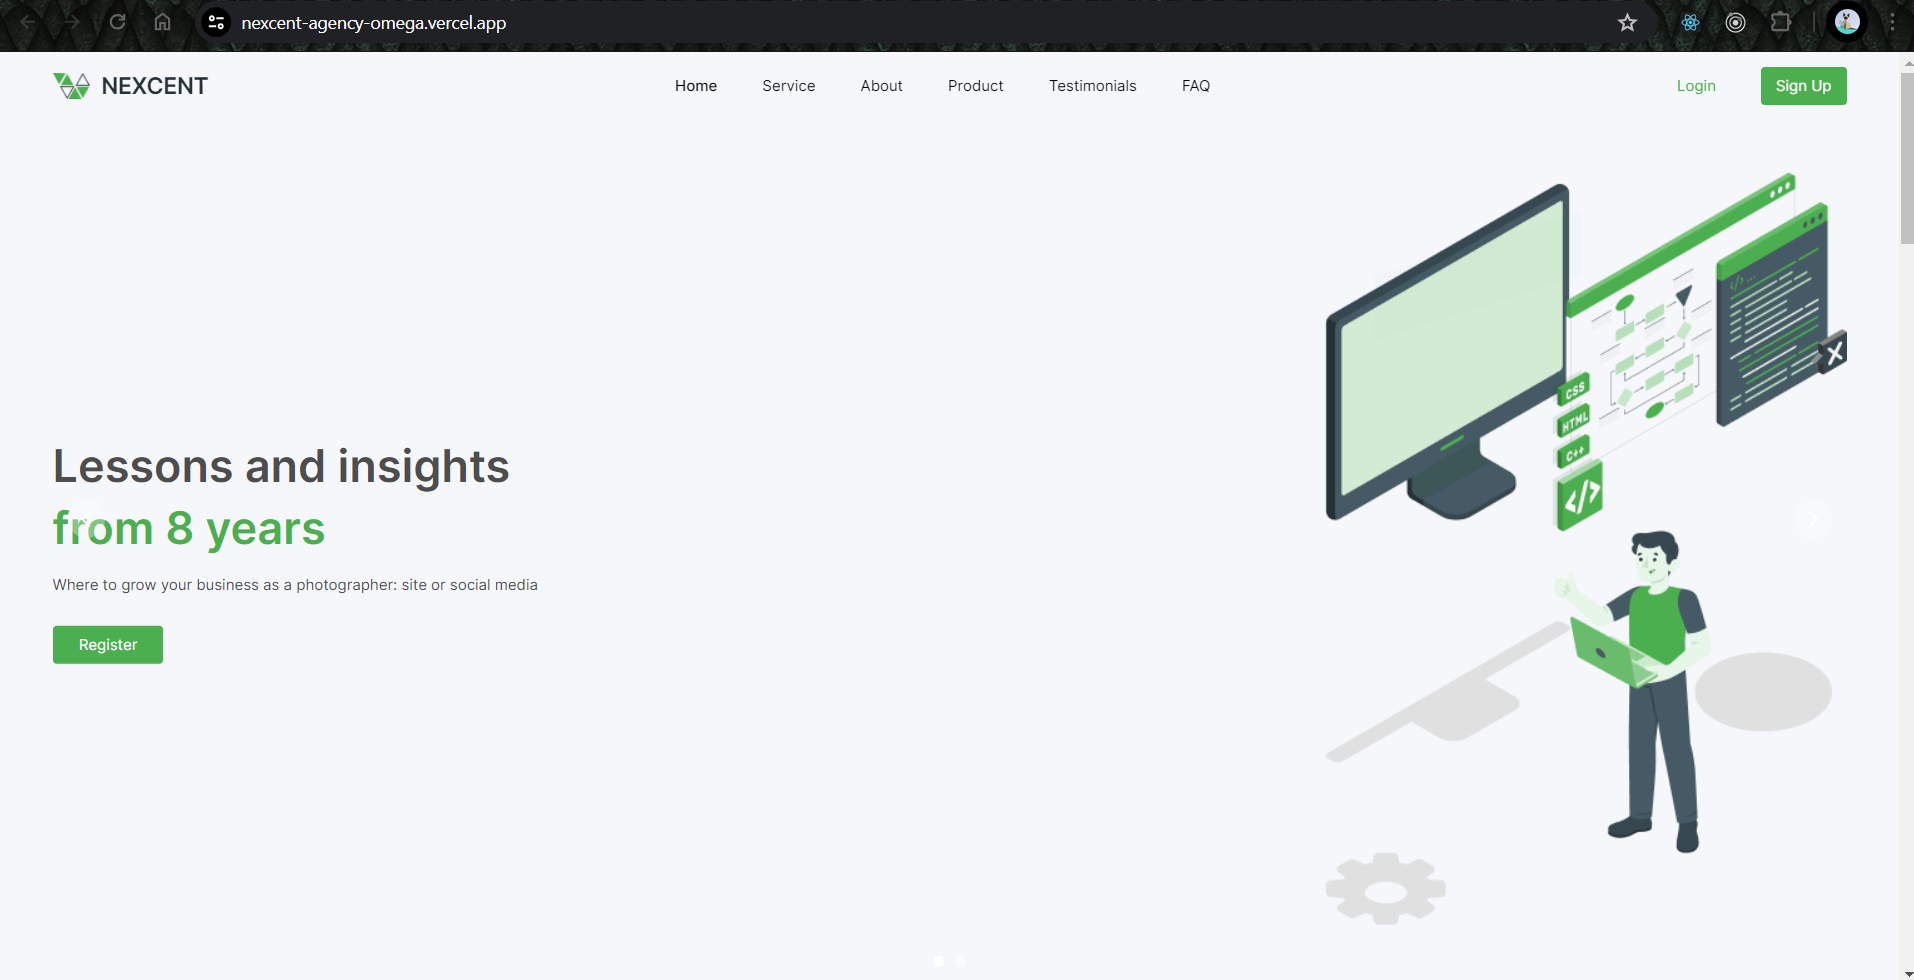 nexcent-agency-omega.vercel.app
NEXCENT
Home
Service
About
Product
Testimonials
FAQ
Login
Sign Up
Lessons and insights
from 8 years
Where to grow your business as a photographer: site or social media
Register
</>...
X
CSS
HTML
C++
</>